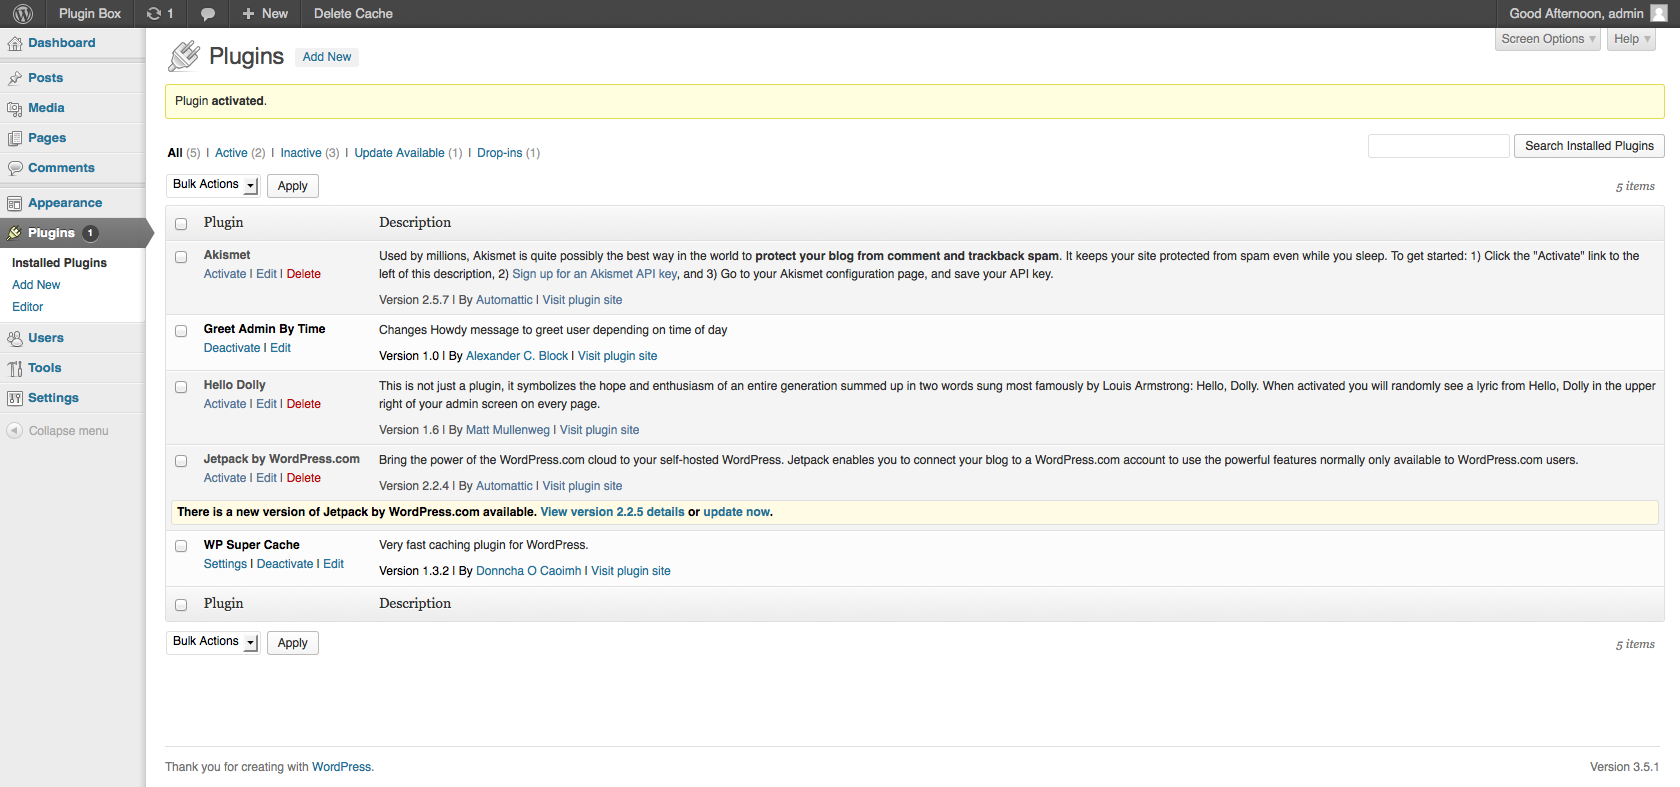 Plugin Box 1 + New Delete Cache Good Afternoon, admin
Screen Options Help
Dashboard
Posts
Media
Pages
Comments
Appearance
Plugins 1
Installed Plugins
Add New
Editor
Users
Tools
Settings
Collapse menu
Plugins Add New
Plugin activated.
All (5) | Active (2) | Inactive (3) | Update Available (1) | Drop-ins (1)
Search Installed Plugins
Bulk Actions Apply 5 items
Plugin Description
Akismet
Activate | Edit | Delete
Used by millions, Akismet is quite possibly the best way in the world to protect your blog from comment and trackback spam. It keeps your site protected from spam even while you sleep. To get started: 1) Click the "Activate" link to the
left of this description, 2) Sign up for an Akismet API key, and 3) Go to your Akismet configuration page, and save your API key.
Version 2.5.7 | By Automattic | Visit plugin site
Greet Admin By Time
Deactivate | Edit
Changes Howdy message to greet user depending on time of day
Version 1.0 | By Alexander C. Block | Visit plugin site
Hello Dolly
Activate | Edit | Delete
This is not just a plugin, it symbolizes the hope and enthusiasm of an entire generation summed up in two words sung most famously by Louis Armstrong: Hello, Dolly. When activated you will randomly see a lyric from Hello, Dolly in the upper
right of your admin screen on every page.
Version 1.6 | By Matt Mullenweg | Visit plugin site
Jetpack by WordPress.com
Activate | Edit | Delete
Bring the power of the WordPress.com cloud to your self-hosted WordPress. Jetpack enables you to connect your blog to a WordPress.com account to use the powerful features normally only available to WordPress.com users.
Version 2.2.4 | By Automattic | Visit plugin site
There is a new version of Jetpack by WordPress.com available. View version 2.2.5 details or update now.
WP Super Cache
Settings | Deactivate | Edit
Very fast caching plugin for WordPress.
Version 1.3.2 | By Donncha O Caoimh | Visit plugin site
Plugin Description
Bulk Actions Apply 5 items
Thank you for creating with WordPress. Version 3.5.1